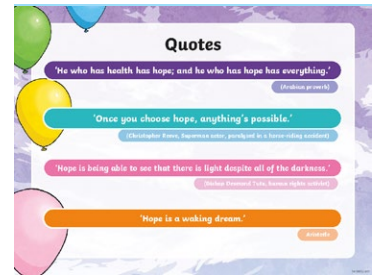 Quotes
'He who has health has hope; and he who has hope has everything.'
(Arabian proverb)
'Once you choose hope, anything's possible.'
(Christopher Reeve, Superman actor, paralysed in a horse-riding accident)
'Hope is being able to see that there is light despite all of the darkness.'
(Bishop Desmond Tutu, human rights activist)
'Hope is a waking dream.'
Aristotle